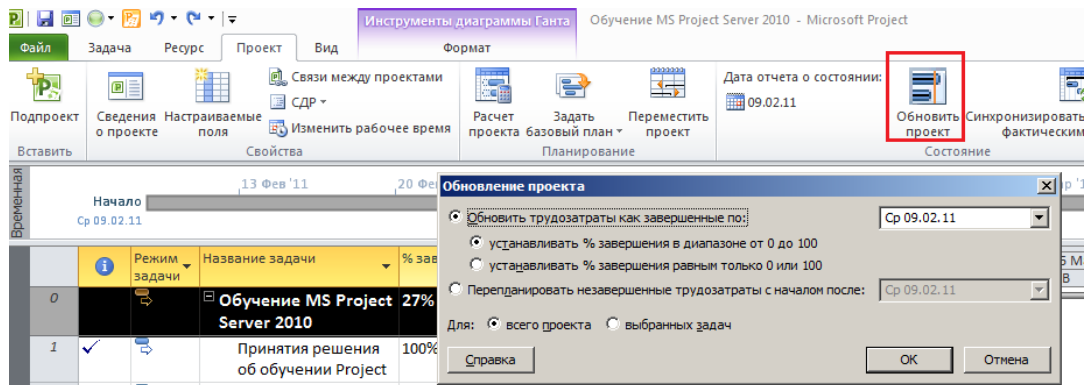 Инструменты диаграммы Ганта
Обучение MS Project Server 2010 - Microsoft Project
Файл Задача Ресурс Проект Вид Формат
Подпроект
Сведения о проекте
Настраиваемые поля
Связи между проектами
СДР
Изменить рабочее время
Расчет проекта
Задать базовый план
Переместить проект
Дата отчета о состоянии:
09.02.11
Обновить проект
Синхронизировать
фактическим
Вставить Свойства Планирование Состояние
Временная
Начало
Ср 09.02.11
13 Фев '11
20 Фе
Обновление проекта
Обновить трудозатраты как завершенные по: Ср 09.02.11
устанавливать % завершения в диапазоне от 0 до 100
устанавливать % завершения равным только 0 или 100
Перепланировать незавершенные трудозатраты с началом после: Ср 09.02.11
Для: всего проекта выбранных задач
Справка ОК Отмена
Режим задачи
Название задачи
% зав
0 Обучение MS Project Server 2010 27%
1 Принятия решения об обучении Project 100%